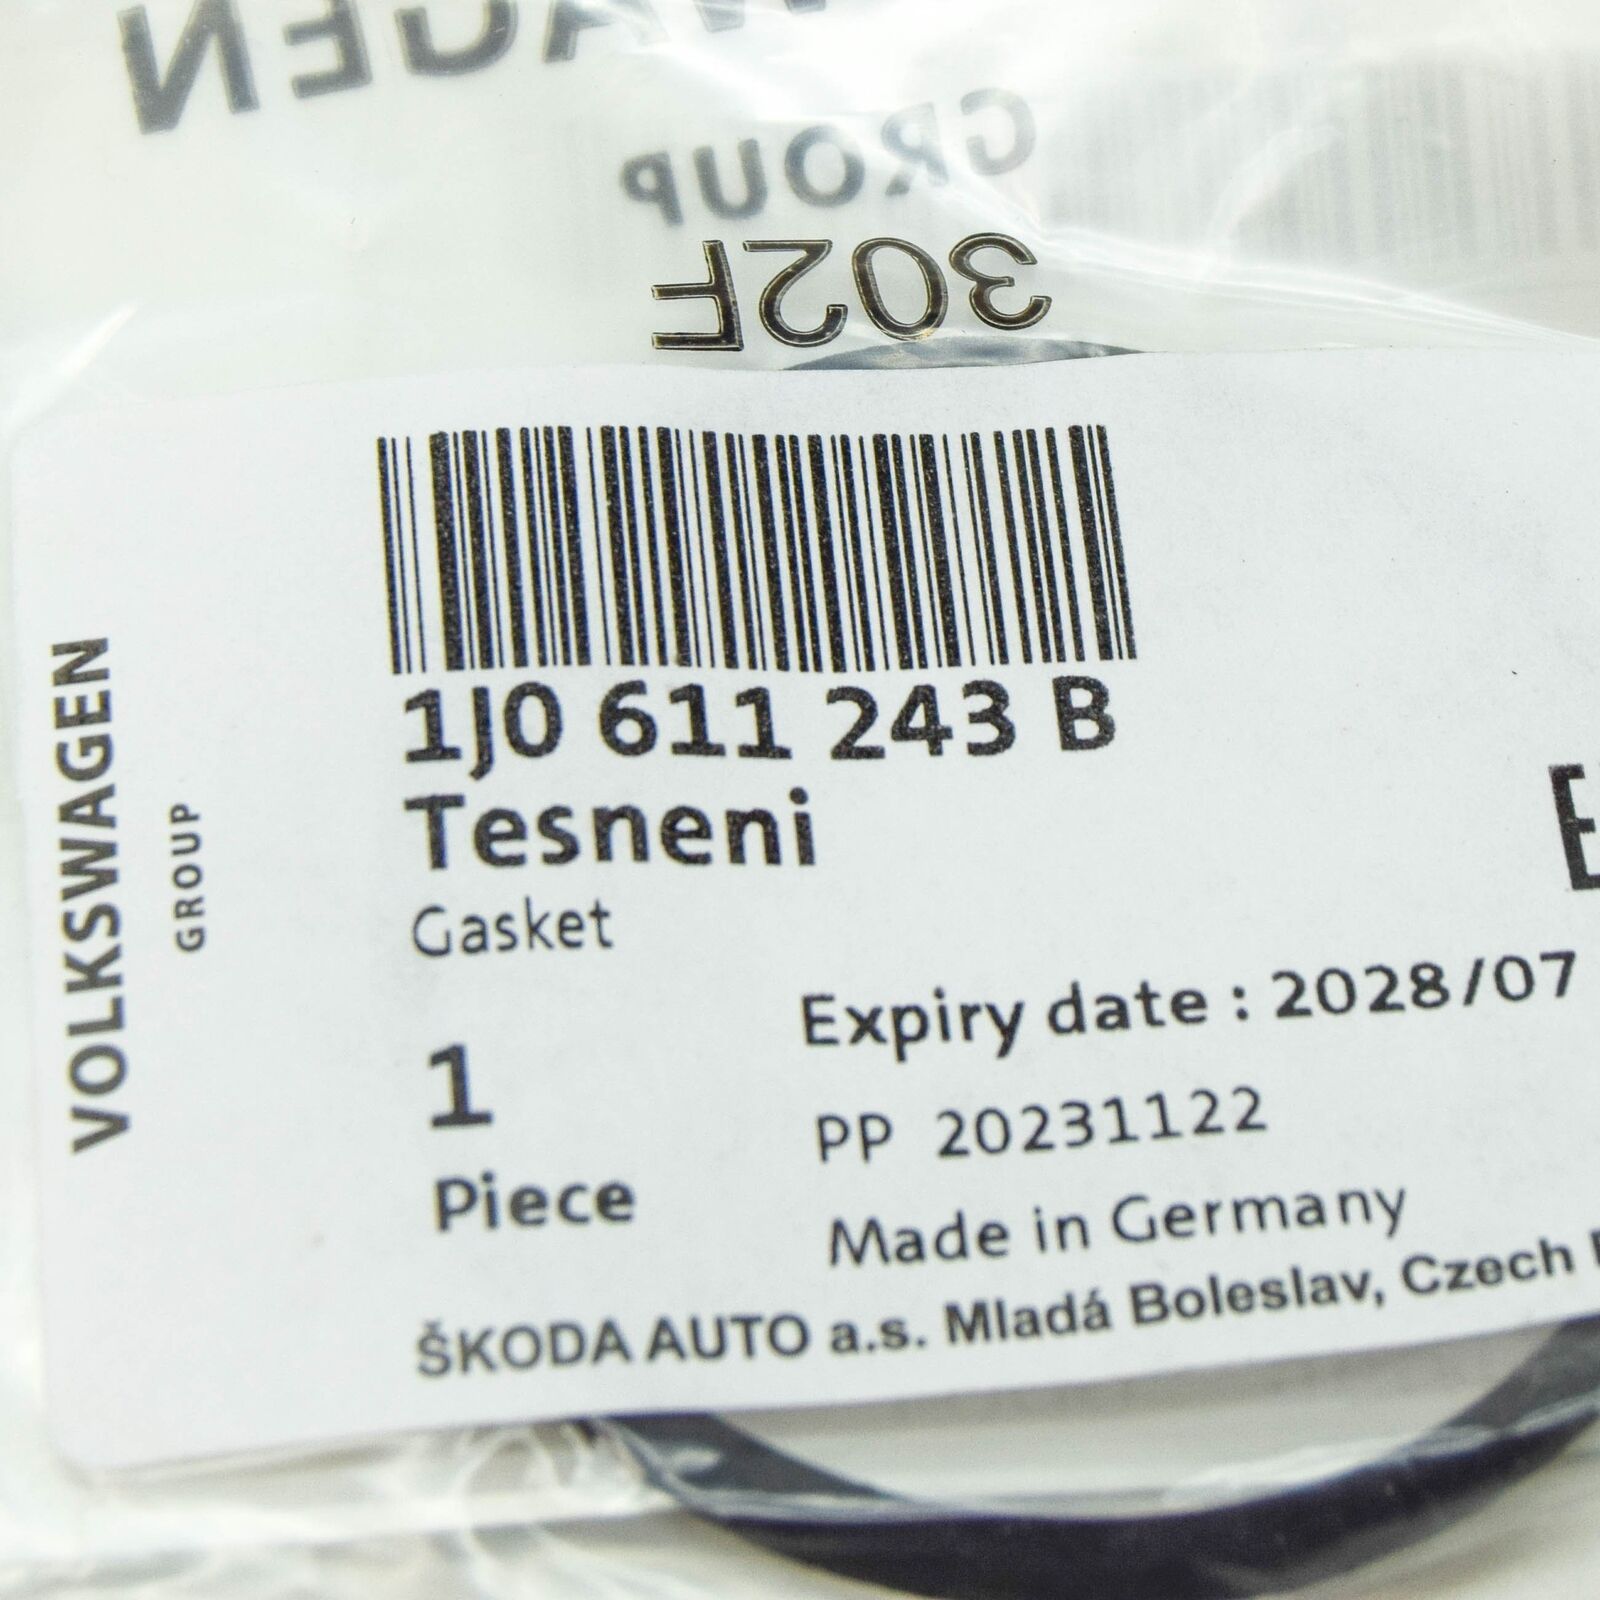 VOLKSWAGEN
GROUP
302F
VOLKSWAGEN
GROUP
1J0 611 243 B
Tesneni
Gasket
1
Piece
Expiry date : 2028/07
PP 20231122
Made in Germany
ŠKODA AUTO a.s. Mladá Boleslav, Czech